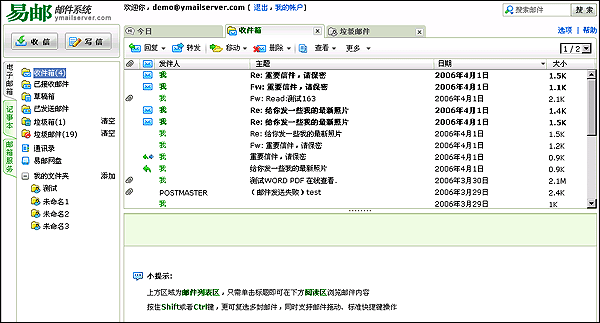 易邮 邮件系统
ymailserver.com
欢迎你，demo@ymailserver.com ( 退出，我的帐户)
搜索邮件 搜 索
收 信 写 信
今日 收件箱 垃圾邮件
选项 | 帮助
回复 转发 移动 删除 查看 更多
1 / 2
电子邮箱
记事本
邮箱服务
收件箱(4)
已接收邮件
草稿箱
已发送邮件
垃圾箱(1) 清空
垃圾邮件(19) 清空
通讯录
易邮网盘
我的文件夹 添加
测试
未命名1
未命名2
未命名3
发件人 主题 日期 大小
我 Re: 重要信件，请保密 2006年4月1日 1.5K
我 Fw: 重要信件，请保密 2006年4月1日 1.1K
我 Fw: Read:测试163 2006年4月1日 2.1K
我 Re: 给你发一些我的最新照片 2006年4月1日 1.4K
我 Re: 给你发一些我的最新照片 2006年4月1日 1.5K
我 Re: 给你发一些我的最新照片 2006年4月1日 1.5K
我 Fw: 重要信件，请保密 2006年4月1日 1.2K
我 重要信件，请保密 2006年4月1日 0.9K
我 给你发一些我的最新照片 2006年4月1日 0.9K
我 测试WORD PDF 在线查看. 2006年3月30日 2.1M
POSTMASTER （邮件发送失败）test 2006年3月29日 2.4K
我 2006年3月29日 1K
小提示:
上方区域为邮件列表区，只需单击标题即可在下方阅读区浏览邮件内容
按住Shift或者Ctrl键，更可复选多封邮件，同时支持邮件拖动、标准快捷键操作